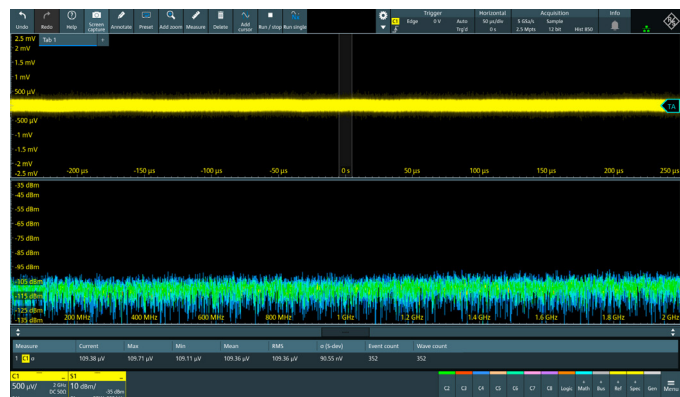 Undo Redo Help Screen capture Annotate Preset Add zoom Search Measure Delete Add cursor Run / stop Run single
Trigger Horizontal Acquisition Info
C1 Edge 0 V Auto 50 µs/div 5 GSa/s Sample
Trig'd 0 s 2.5 Mpts 12 bit Hist 850
Tab 1 +
2.5 mV
2 mV
1.5 mV
1 mV
500 µV
TA
-500 µV
-1 mV
-1.5 mV
-2 mV
-2.5 mV
-200 µs -150 µs -100 µs -50 µs 0 s 50 µs 100 µs 150 µs 200 µs 250 µs
-35 dBm
-45 dBm
-55 dBm
-65 dBm
-75 dBm
-85 dBm
-95 dBm
-105 dBm
-115 dBm
-125 dBm
-135 dBm
200 MHz 400 MHz 600 MHz 800 MHz 1 GHz 1.2 GHz 1.4 GHz 1.6 GHz 1.8 GHz 2 GHz
Measure Current Max Min Mean RMS σ (S-dev) Event count Wave count
1 C1 σ 109.38 µV 109.71 µV 109.11 µV 109.36 µV 109.36 µV 90.55 nV 352 352
C1 S1
500 µV/ 2 GHz 10 dBm/
DC 50Ω -35 dBm
C2 C3 C4 C5 C6 C7 C8 Logic Math Bus Ref Spec Gen Menu